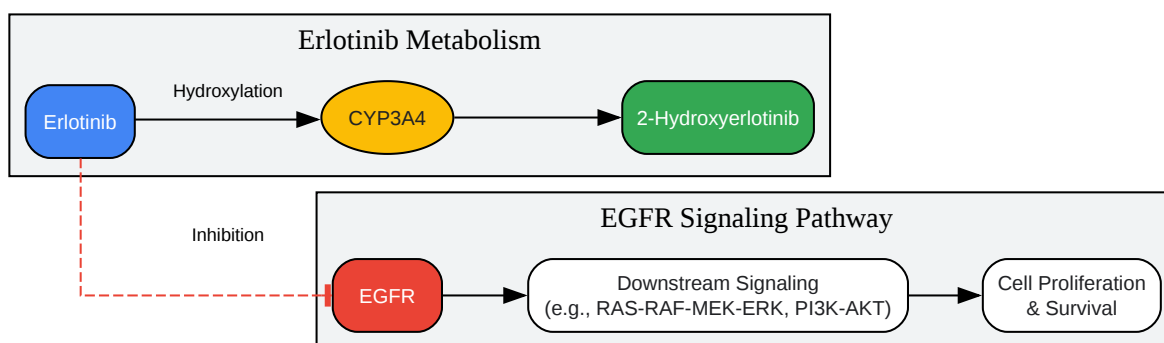 Erlotinib Metabolism
Hydroxylation
Erlotinib
CYP3A4
2-Hydroxyerlotinib
Inhibition
EGFR Signaling Pathway
EGFR
Downstream Signaling
(e.g., RAS-RAF-MEK-ERK, PI3K-AKT)
Cell Proliferation
& Survival